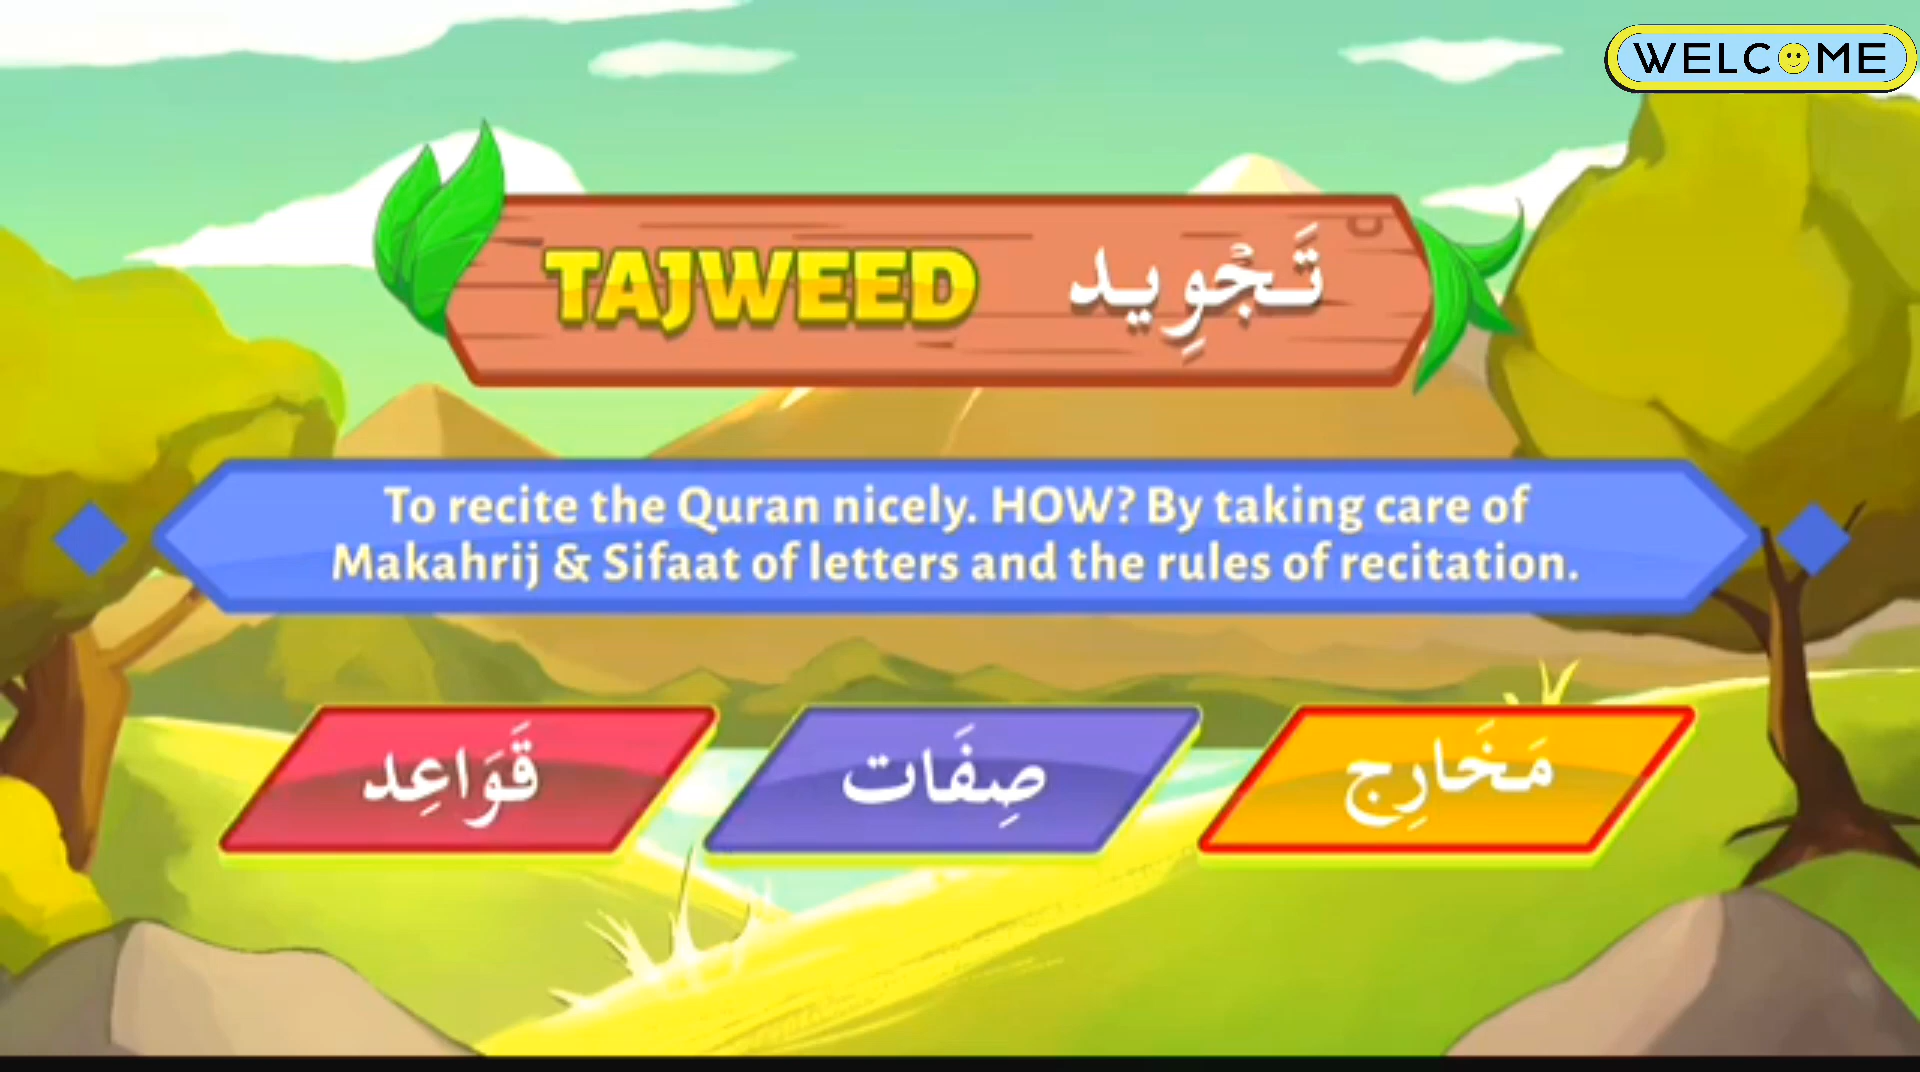 WELCOME
TAJWEED تَجْوِيد
To recite the Quran nicely. HOW? By taking care of
Makahrij & Sifaat of letters and the rules of recitation.
مَخَارِج صِفَات قَوَاعِد